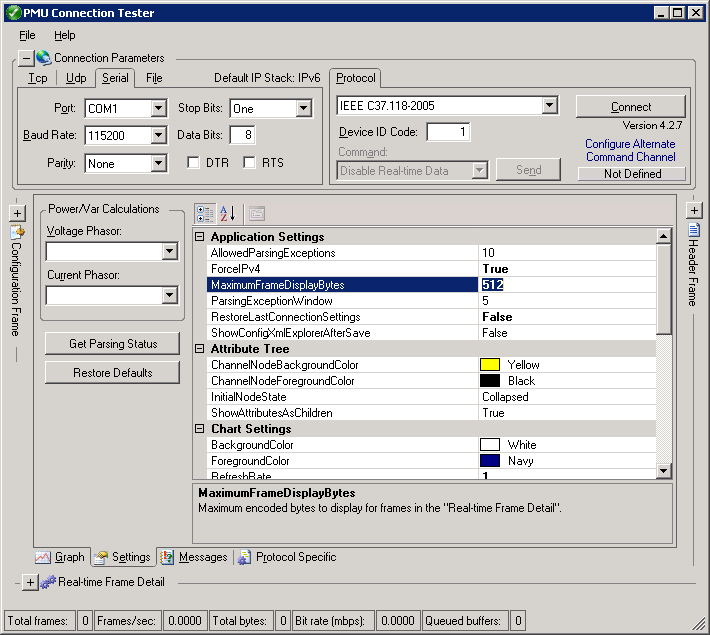 PMU Connection Tester
File Help
Connection Parameters
Tcp Udp Serial File Default IP Stack: IPv6
Port: COM1 Stop Bits: One
Baud Rate: 115200 Data Bits: 8
Parity: None DTR RTS
Protocol
IEEE C37.118-2005
Device ID Code: 1
Command:
Disable Real-time Data Send
Connect
Version 4.2.7
Configure Alternate
Command Channel
Not Defined
Configuration Frame
Power/Var Calculations
Voltage Phasor:
Current Phasor:
Get Parsing Status
Restore Defaults
Application Settings
AllowedParsingExceptions 10
ForceIPv4 True
MaximumFrameDisplayBytes 512
ParsingExceptionWindow 5
RestoreLastConnectionSettings False
ShowConfigXmlExplorerAfterSave False
Attribute Tree
ChannelNodeBackgroundColor Yellow
ChannelNodeForegroundColor Black
InitialNodeState Collapsed
ShowAttributesAsChildren True
Chart Settings
BackgroundColor White
ForegroundColor Navy
RefreshRate 1
MaximumFrameDisplayBytes
Maximum encoded bytes to display for frames in the "Real-time Frame Detail".
Header Frame
Graph Settings Messages Protocol Specific
Real-time Frame Detail
Total frames: 0 Frames/sec: 0.0000 Total bytes: 0 Bit rate (mbps): 0.0000 Queued buffers: 0